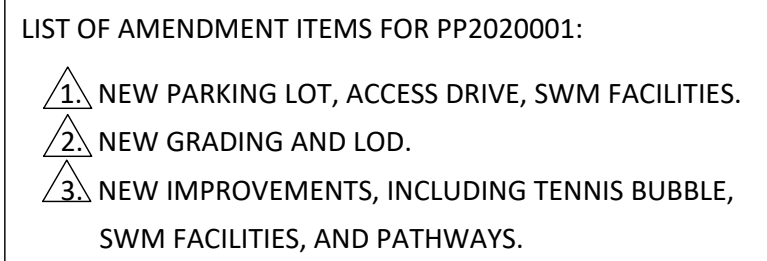 LIST OF AMENDMENT ITEMS FOR PP2020001:
1. NEW PARKING LOT, ACCESS DRIVE, SWM FACILITIES.
2. NEW GRADING AND LOD.
3. NEW IMPROVEMENTS, INCLUDING TENNIS BUBBLE,
SWM FACILITIES, AND PATHWAYS.